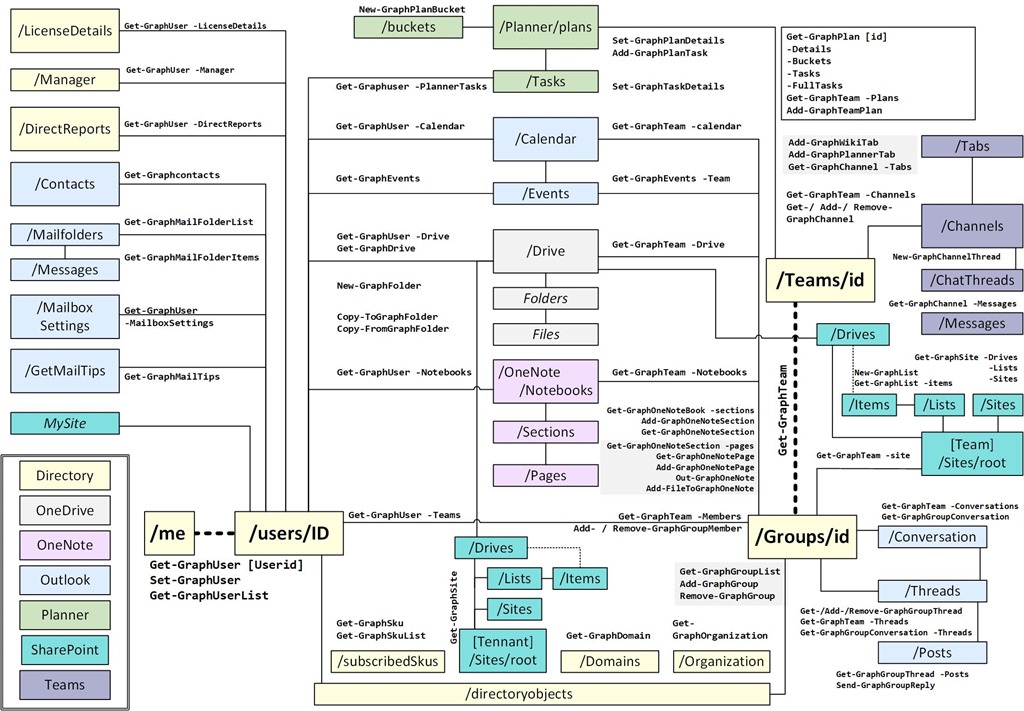 New-GraphPlanBucket
/LicenseDetails
Get-GraphUser -LicenseDetails
/buckets
/Planner/plans
Set-GraphPlanDetails
Add-GraphPlanTask
Get-GraphPlan [id]
-Details
-Buckets
-Tasks
-FullTasks
Get-GraphTeam -Plans
Add-GraphTeamPlan
/Manager
Get-GraphUser -Manager
Get-Graphuser -PlannerTasks
/Tasks
Set-GraphTaskDetails
/DirectReports
Get-GraphUser -DirectReports
Get-GraphUser -Calendar
/Calendar
Get-GraphTeam -calendar
Add-GraphWikiTab
Add-GraphPlannerTab
Get-GraphChannel -Tabs
/Tabs
/Contacts
Get-Graphcontacts
Get-GraphEvents
/Events
Get-GraphEvents -Team
Get-GraphTeam -Channels
Get-/ Add-/ Remove-
GraphChannel
/Channels
/Mailfolders
Get-GraphMailFolderList
Get-GraphUser -Drive
Get-GraphDrive
/Drive
Get-GraphTeam -Drive
New-GraphChannelThread
/Messages
Get-GraphMailFolderItems
/Teams/id
/ChatThreads
New-GraphFolder
Folders
Get-GraphChannel -Messages
/Mailbox
Settings
Get-GraphUser
-MailboxSettings
Copy-ToGraphFolder
Copy-FromGraphFolder
Files
/Drives
/Messages
/GetMailTips
Get-GraphMailTips
Get-GraphUser -Notebooks
/OneNote
/Notebooks
Get-GraphTeam -Notebooks
Get-GraphTeam
New-GraphList
Get-GraphList -items
Get-GraphSite -Drives
-Lists
-Sites
/Items
/Lists
/Sites
MySite
/Sections
Get-GraphOneNoteBook -sections
Add-GraphOneNoteSection
Get-GraphOneNoteSection
Get-GraphOneNoteSection -pages
Get-GraphOneNotePage
Add-GraphOneNotePage
Out-GraphOneNote
Add-FileToGraphOneNote
/Pages
Get-GraphTeam -site
[Team]
/Sites/root
Directory
OneDrive
OneNote
Outlook
Planner
SharePoint
Teams
/me
/users/ID
Get-GraphUser [Userid]
Set-GraphUser
Get-GraphUserList
Get-GraphUser -Teams
Get-GraphTeam -Members
Add- / Remove-GraphGroupMember
/Groups/id
Get-GraphTeam -Conversations
Get-GraphGroupConversation
/Conversation
/Drives
/Lists
/Items
/Sites
Get-GraphSite
Get-GraphGroupList
Add-GraphGroup
Remove-GraphGroup
/Threads
Get-/Add-/Remove-GraphGroupThread
Get-GraphTeam -Threads
Get-GraphGroupConversation -Threads
Get-GraphSku
Get-GraphSkuList
[Tennant]
/Sites/root
Get-GraphDomain
Get-
GraphOrganization
/Posts
/subscribedSkus
/Domains
/Organization
Get-GraphGroupThread -Posts
Send-GraphGroupReply
/directoryobjects